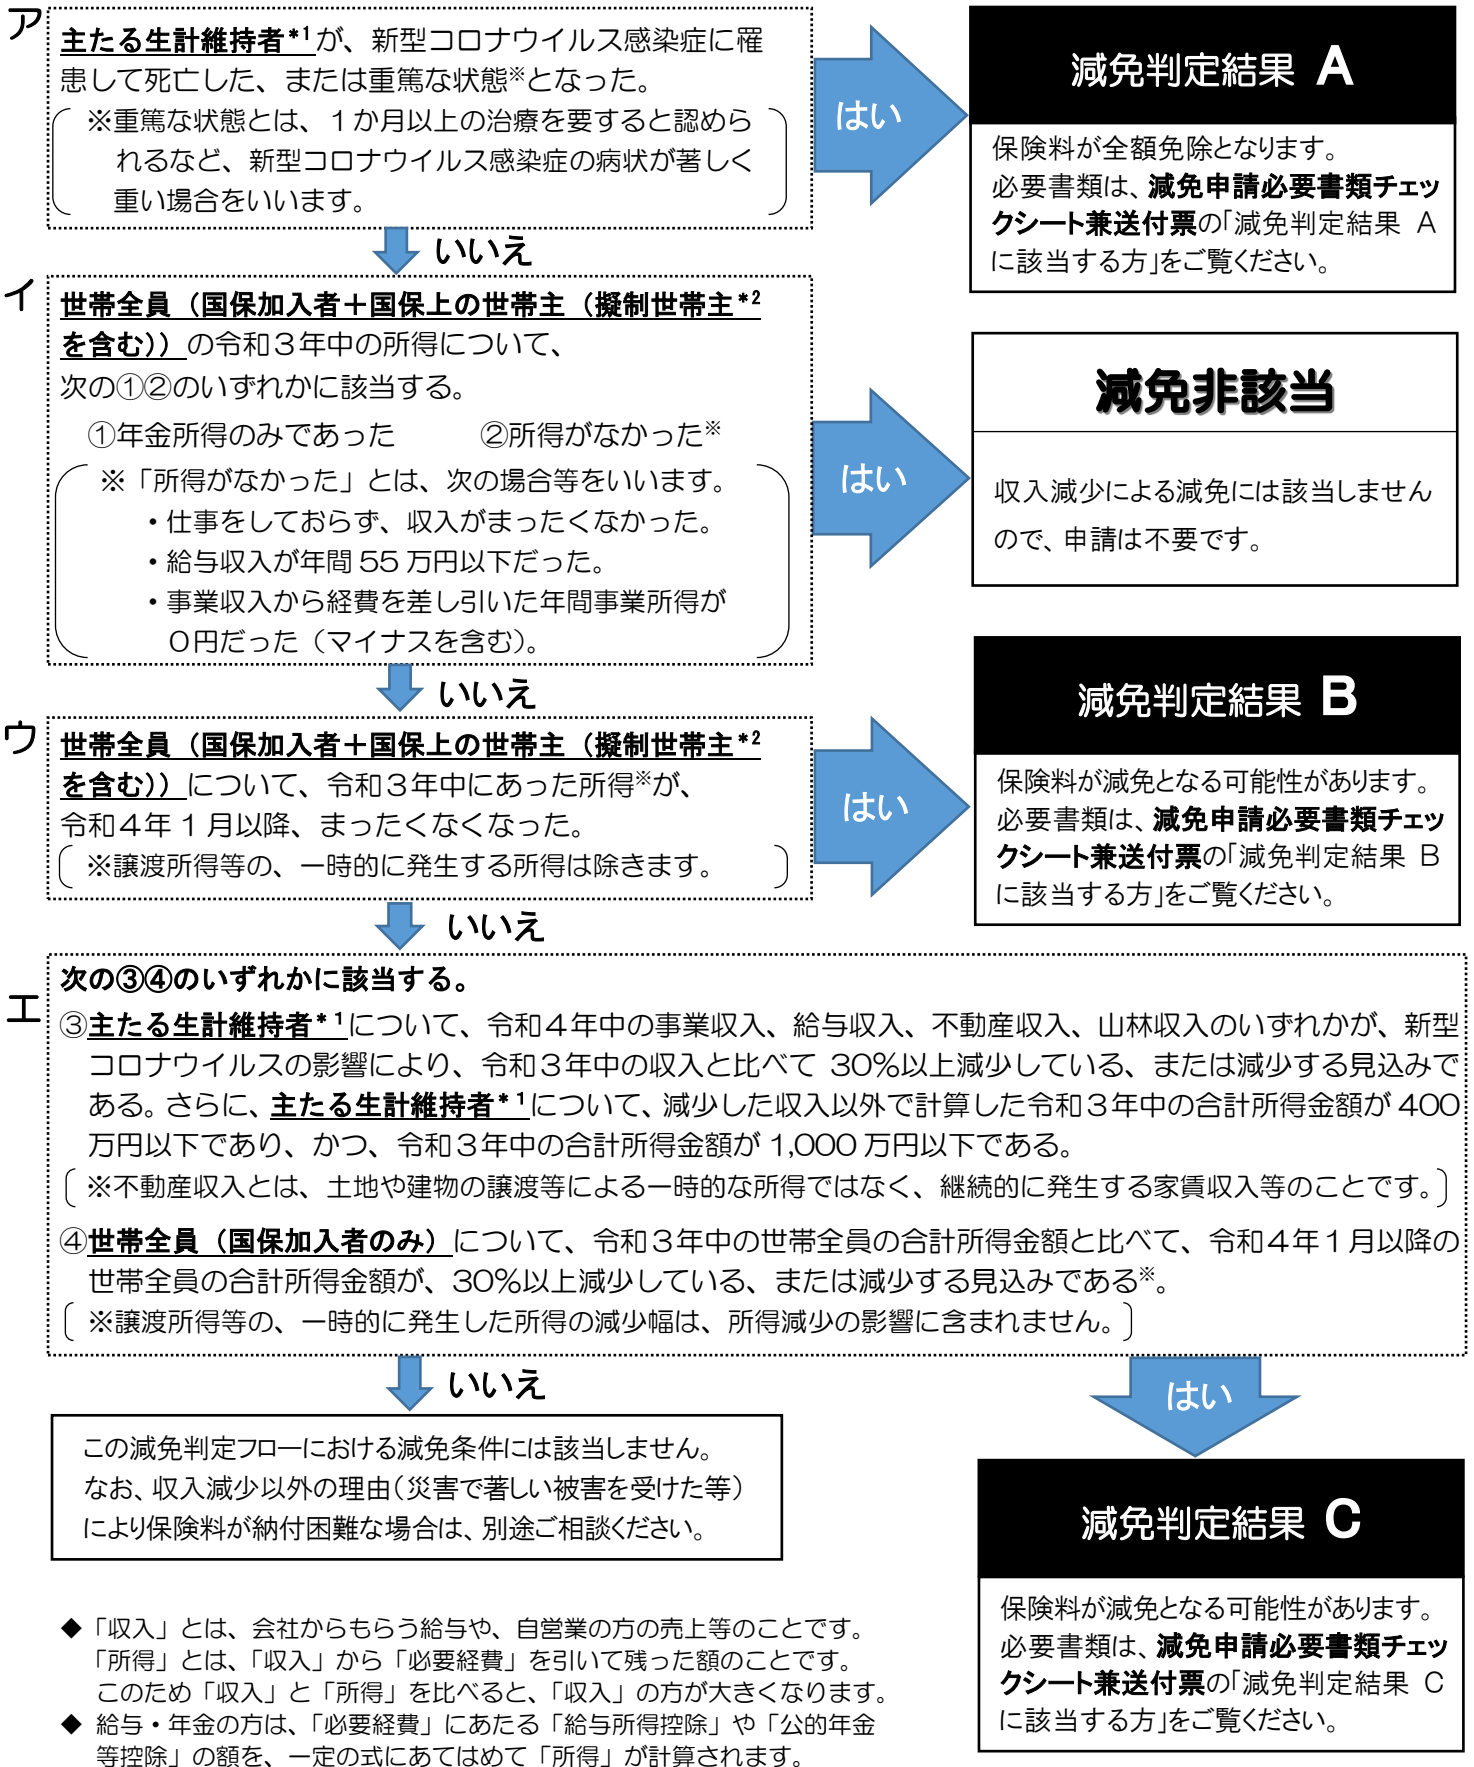 ア
主たる生計維持者*1が、新型コロナウイルス感染症に罹
患して死亡した、または重篤な状態※となった。
※重篤な状態とは、１か月以上の治療を要すると認めら
れるなど、新型コロナウイルス感染症の病状が著しく
重い場合をいいます。
はい
減免判定結果 A
保険料が全額免除となります。
必要書類は、減免申請必要書類チェッ
クシート兼送付票の「減免判定結果 A
に該当する方」をご覧ください。
いいえ
イ
世帯全員（国保加入者＋国保上の世帯主（擬制世帯主*2
を含む））の令和３年中の所得について、
次の①②のいずれかに該当する。
①年金所得のみであった ②所得がなかった※
※「所得がなかった」とは、次の場合等をいいます。
・仕事をしておらず、収入がまったくなかった。
・給与収入が年間 55 万円以下だった。
・事業収入から経費を差し引いた年間事業所得が
０円だった（マイナスを含む）。
はい
減免非該当
収入減少による減免には該当しません
ので、申請は不要です。
いいえ
ウ
世帯全員（国保加入者＋国保上の世帯主（擬制世帯主*2
を含む））について、令和３年中にあった所得※が、
令和４年１月以降、まったくなくなった。
※譲渡所得等の、一時的に発生する所得は除きます。
はい
減免判定結果 B
保険料が減免となる可能性があります。
必要書類は、減免申請必要書類チェッ
クシート兼送付票の「減免判定結果 B
に該当する方」をご覧ください。
いいえ
エ
次の③④のいずれかに該当する。
③主たる生計維持者*1について、令和４年中の事業収入、給与収入、不動産収入、山林収入のいずれかが、新型
コロナウイルスの影響により、令和３年中の収入と比べて 30％以上減少している、または減少する見込みで
ある。さらに、主たる生計維持者*1について、減少した収入以外で計算した令和３年中の合計所得金額が 400
万円以下であり、かつ、令和３年中の合計所得金額が 1,000 万円以下である。
※不動産収入とは、土地や建物の譲渡等による一時的な所得ではなく、継続的に発生する家賃収入等のことです。
④世帯全員（国保加入者のみ）について、令和３年中の世帯全員の合計所得金額と比べて、令和４年１月以降の
世帯全員の合計所得金額が、30％以上減少している、または減少する見込みである※。
※譲渡所得等の、一時的に発生した所得の減少幅は、所得減少の影響に含まれません。
いいえ
はい
この減免判定フローにおける減免条件には該当しません。
なお、収入減少以外の理由（災害で著しい被害を受けた等）
により保険料が納付困難な場合は、別途ご相談ください。
減免判定結果 C
保険料が減免となる可能性があります。
必要書類は、減免申請必要書類チェッ
クシート兼送付票の「減免判定結果 C
に該当する方」をご覧ください。
◆「収入」とは、会社からもらう給与や、自営業の方の売上等のことです。
「所得」とは、「収入」から「必要経費」を引いて残った額のことです。
このため「収入」と「所得」を比べると、「収入」の方が大きくなります。
◆ 給与・年金の方は、「必要経費」にあたる「給与所得控除」や「公的年金
等控除」の額を、一定の式にあてはめて「所得」が計算されます。